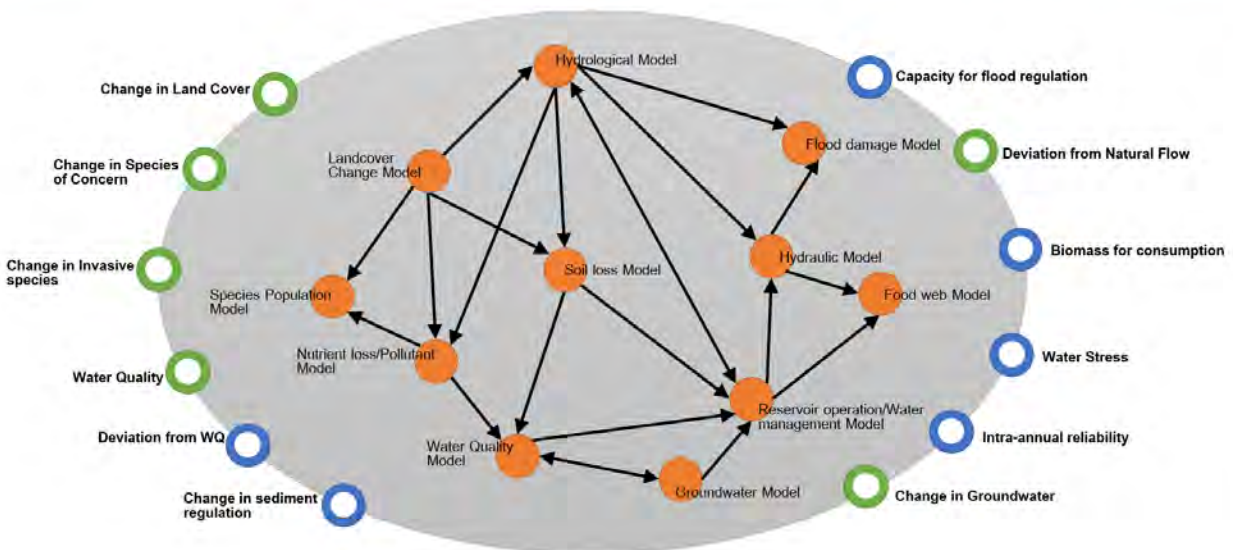 Hydrological Model
Capacity for flood regulation
Change in Land Cover
Flood damage Model
Deviation from Natural Flow
Landcover
Change Model
Change in Species
of Concern
Biomass for consumption
Hydraulic Model
Change in Invasive
species
Soil loss Model
Species Population
Model
Food web Model
Nutrient loss/Pollutant
Model
Water Stress
Water Quality
Reservoir operation/Water
management Model
Deviation from WQ
Intra-annual reliability
Water Quality
Model
Groundwater Model
Change in sediment
regulation
Change in Groundwater